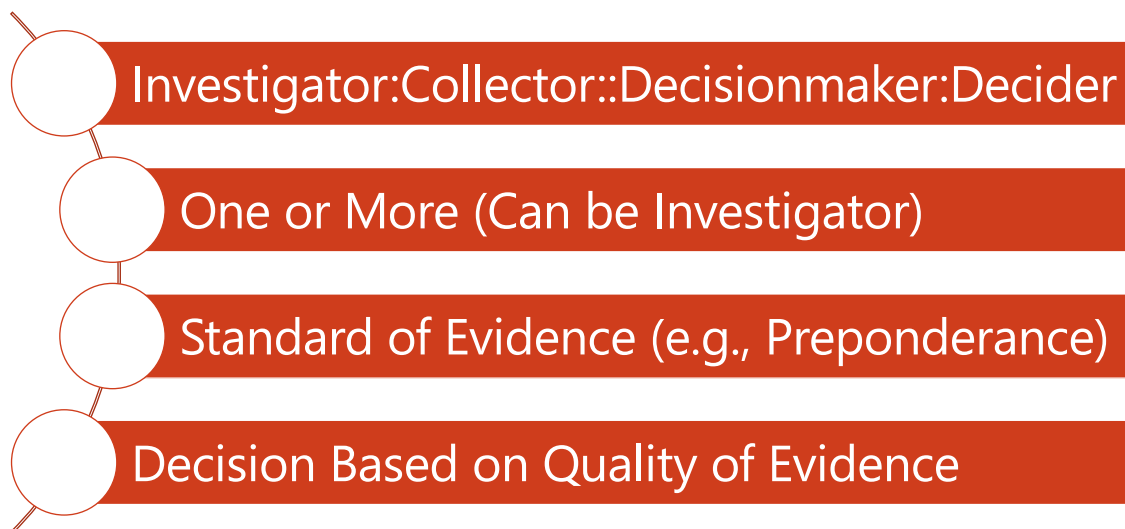 Investigator:Collector::Decisionmaker:Decider
One or More (Can be Investigator)
Standard of Evidence (e.g., Preponderance)
Decision Based on Quality of Evidence